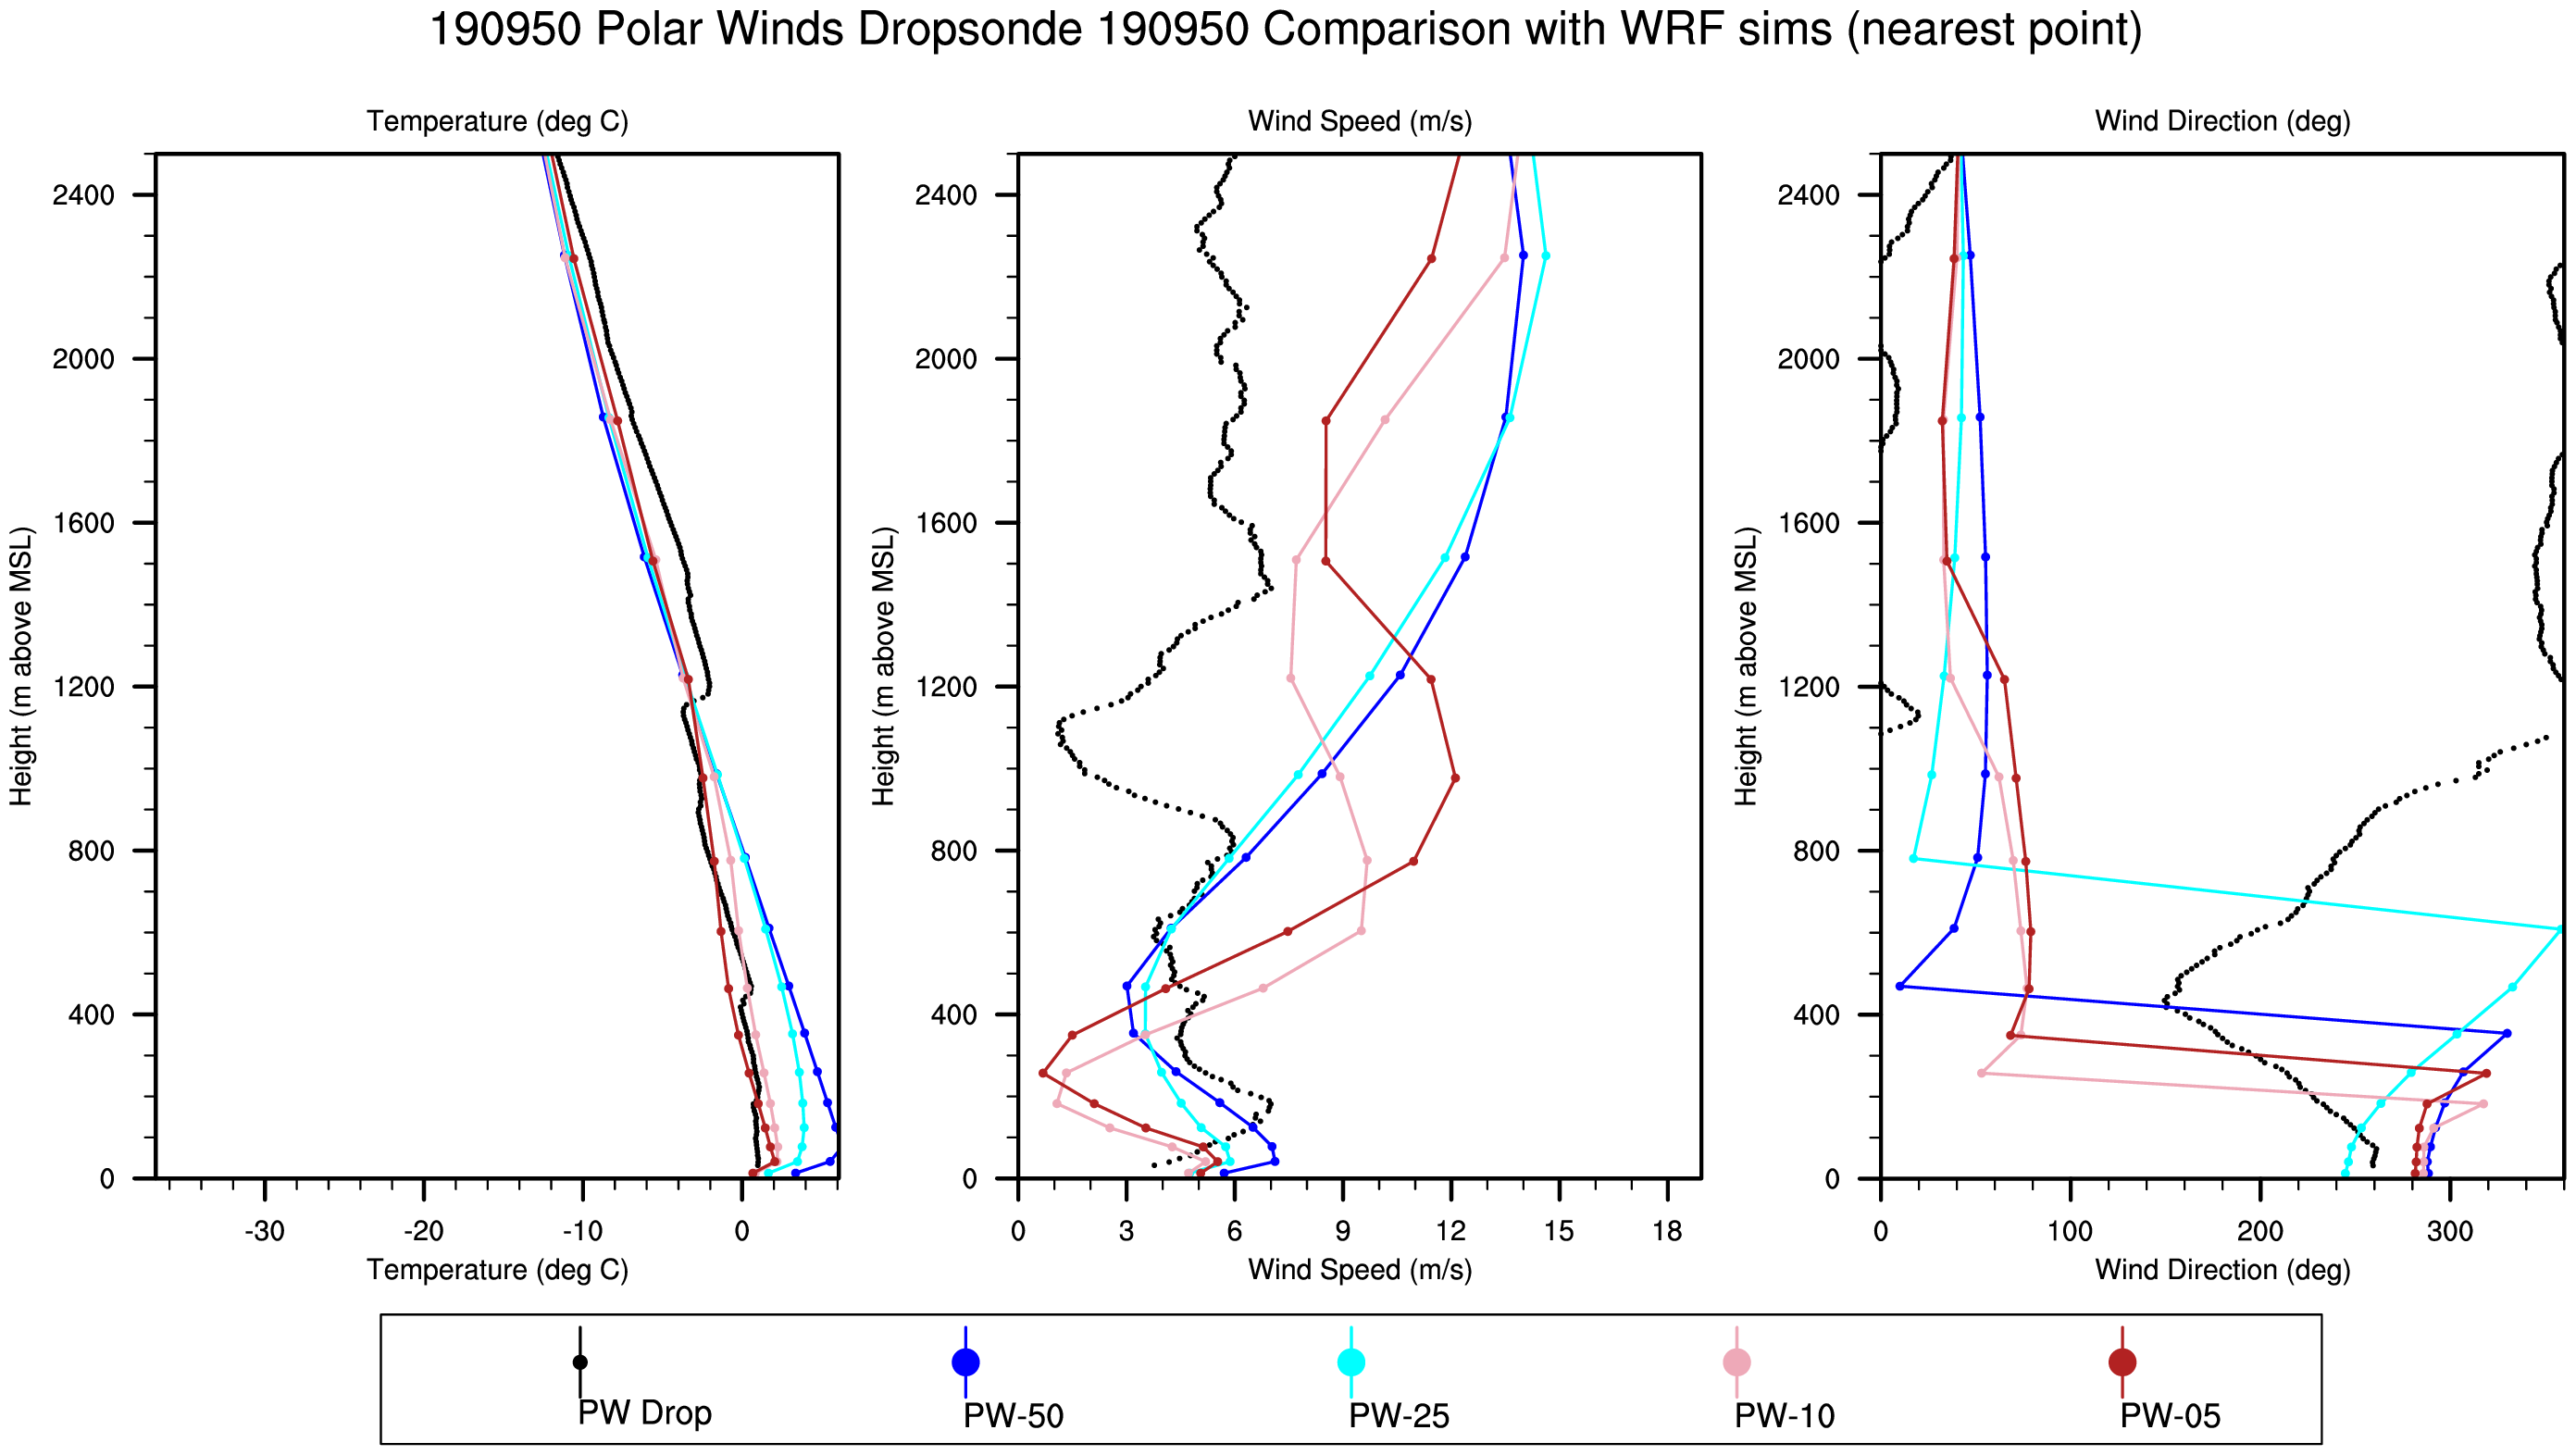 190950 Polar Winds Dropsonde 190950 Comparison with WRF sims (nearest point)
Temperature (deg C)
Wind Speed (m/s)
Wind Direction (deg)
Height (m above MSL)
2400
2000
1600
1200
800
400
0
-30
-20
-10
0
Temperature (deg C)
Height (m above MSL)
2400
2000
1600
1200
800
400
0
0
3
6
9
12
15
18
Wind Speed (m/s)
Height (m above MSL)
2400
2000
1600
1200
800
400
0
0
100
200
300
Wind Direction (deg)
PW Drop
PW-50
PW-25
PW-10
PW-05